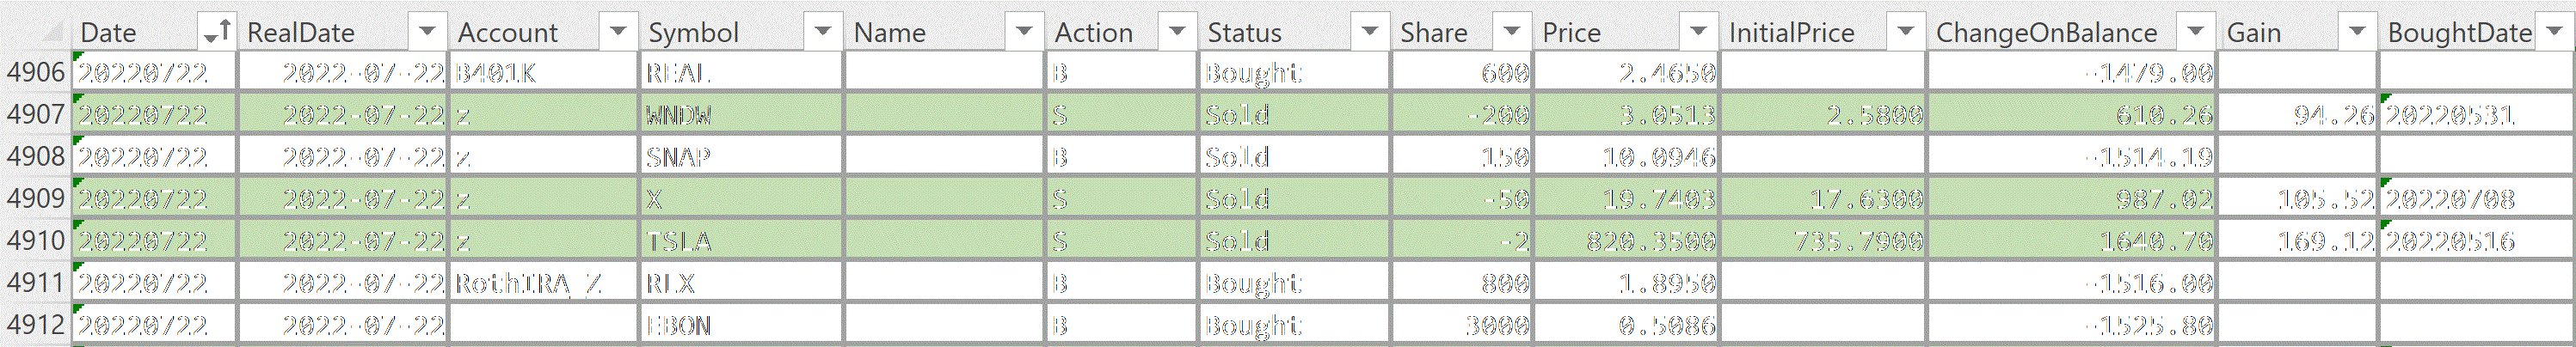 Date RealDate Account Symbol Name Action Status Share Price InitialPrice ChangeOnBalance Gain BoughtDate
4906 20220722 2022-07-22 B401K REAL B Bought 600 2.4650 -1479.00
4907 20220722 2022-07-22 z WNDW S Sold -200 3.0513 2.5800 610.26 94.26 20220531
4908 20220722 2022-07-22 z SNAP B Sold 150 10.0946 -1514.19
4909 20220722 2022-07-22 z X S Sold -50 19.7403 17.6300 987.02 105.52 20220708
4910 20220722 2022-07-22 z TSLA S Sold -2 820.3500 735.7900 1640.70 169.12 20220516
4911 20220722 2022-07-22 RothIRA_Z RLX B Bought 800 1.8950 -1516.00
4912 20220722 2022-07-22 EBON B Bought 3000 0.5086 -1525.80